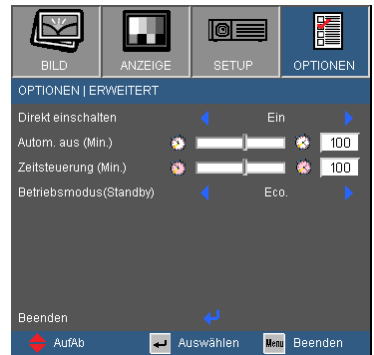 BILD ANZEIGE SETUP OPTIONEN
OPTIONEN | ERWEITERT
Direkt einschalten Ein
Autom. aus (Min.) 100
Zeitsteuerung (Min.) 100
Betriebsmodus(Standby) Eco.
Beenden
AufAb Auswählen Menu Beenden